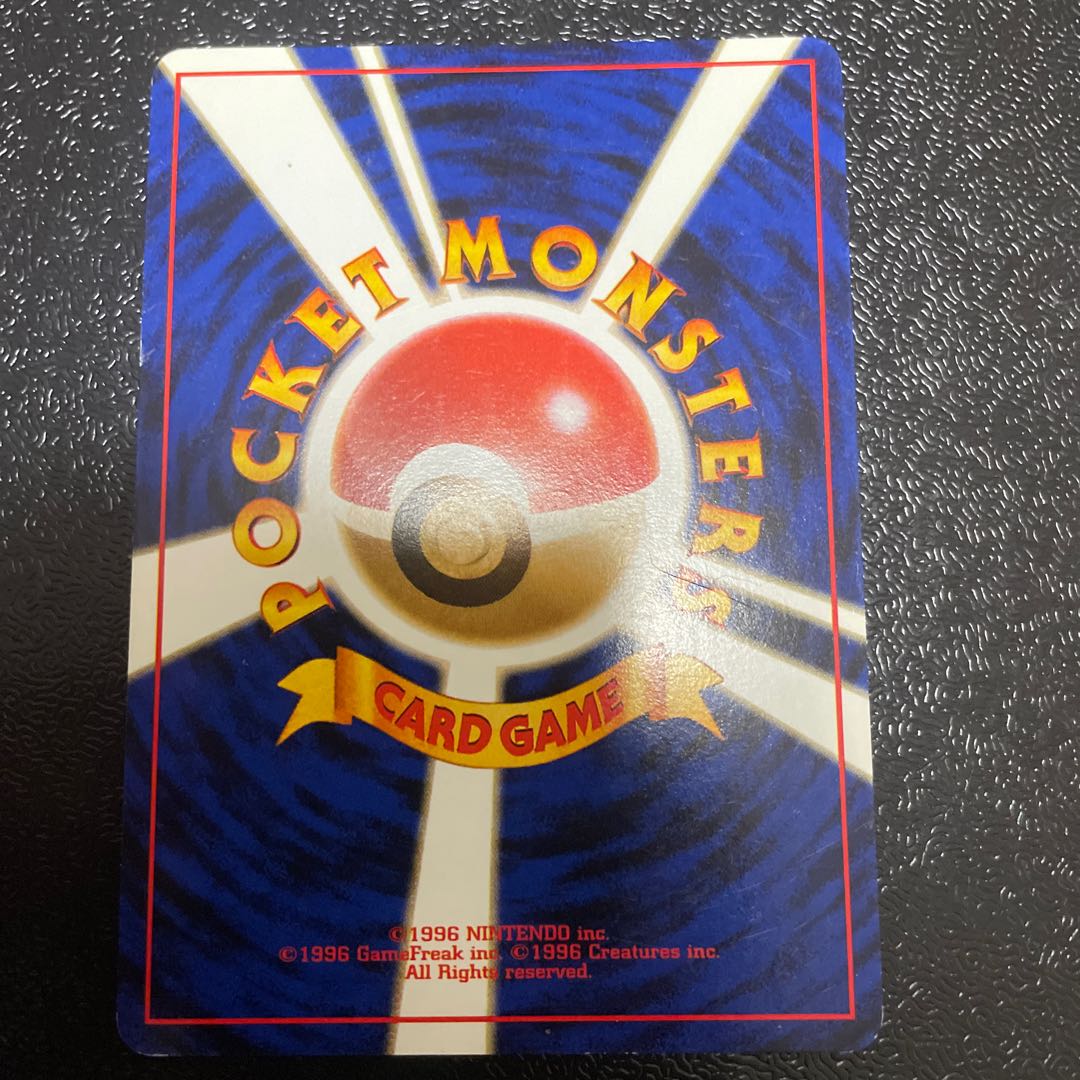 POCKET MONSTERS
CARD GAME
©1996 NINTENDO inc.
©1996 GameFreak inc. ©1996 Creatures inc.
All Rights reserved.